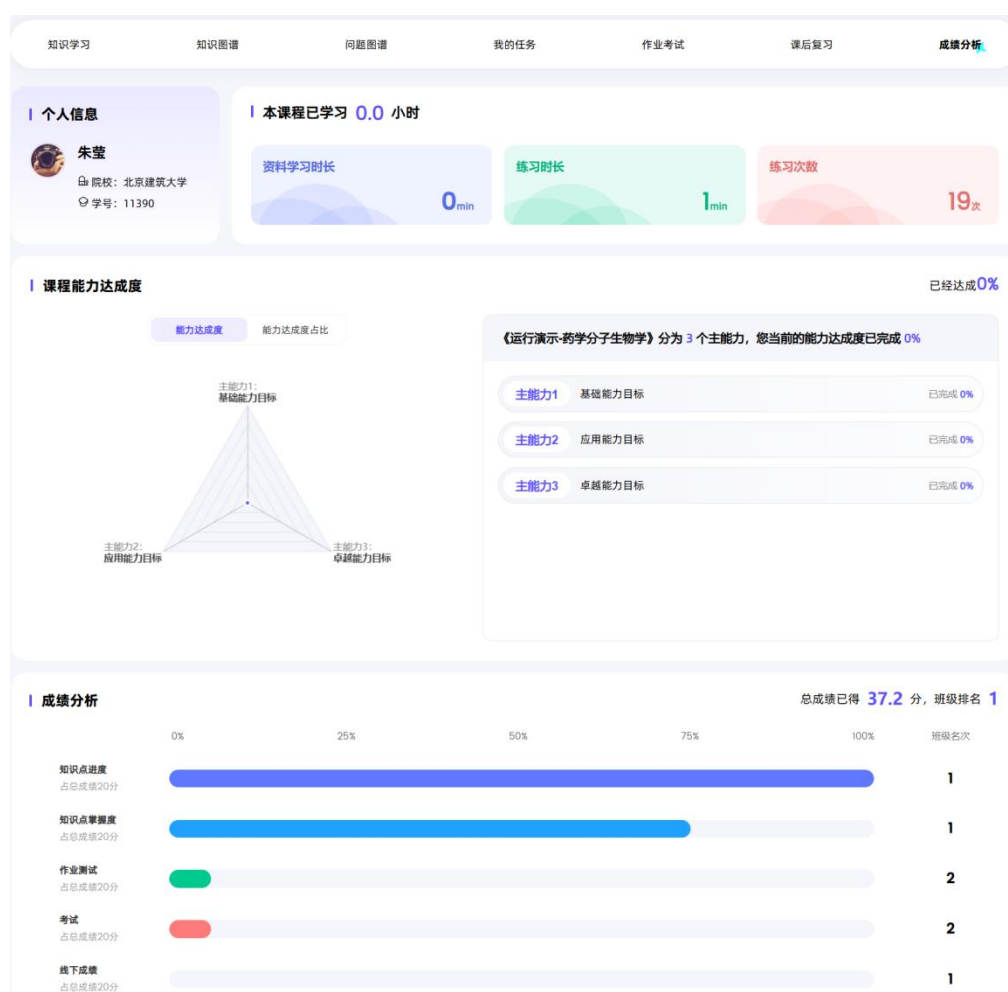 知识学习 知识图谱 问题图谱 我的任务 作业考试 课后复习 成绩分析
个人信息
朱莹
院校：北京建筑大学
学号：11390
本课程已学习 0.0 小时
资料学习时长
0min
练习时长
1min
练习次数
19次
课程能力达成度
已经达成0%
能力达成度 能力达成度占比
主能力1：
基础能力目标
主能力2：
应用能力目标
主能力3：
卓越能力目标
《运行演示-药学分子生物学》分为 3 个主能力，您当前的能力达成度已完成 0%
主能力1 基础能力目标 已完成 0%
主能力2 应用能力目标 已完成 0%
主能力3 卓越能力目标 已完成 0%
成绩分析
总成绩已得 37.2 分，班级排名 1
0% 25% 50% 75% 100% 班级名次
知识点进度
占总成绩20分
1
知识点掌握度
占总成绩20分
1
作业测试
占总成绩20分
2
考试
占总成绩20分
2
线下成绩
占总成绩20分
1